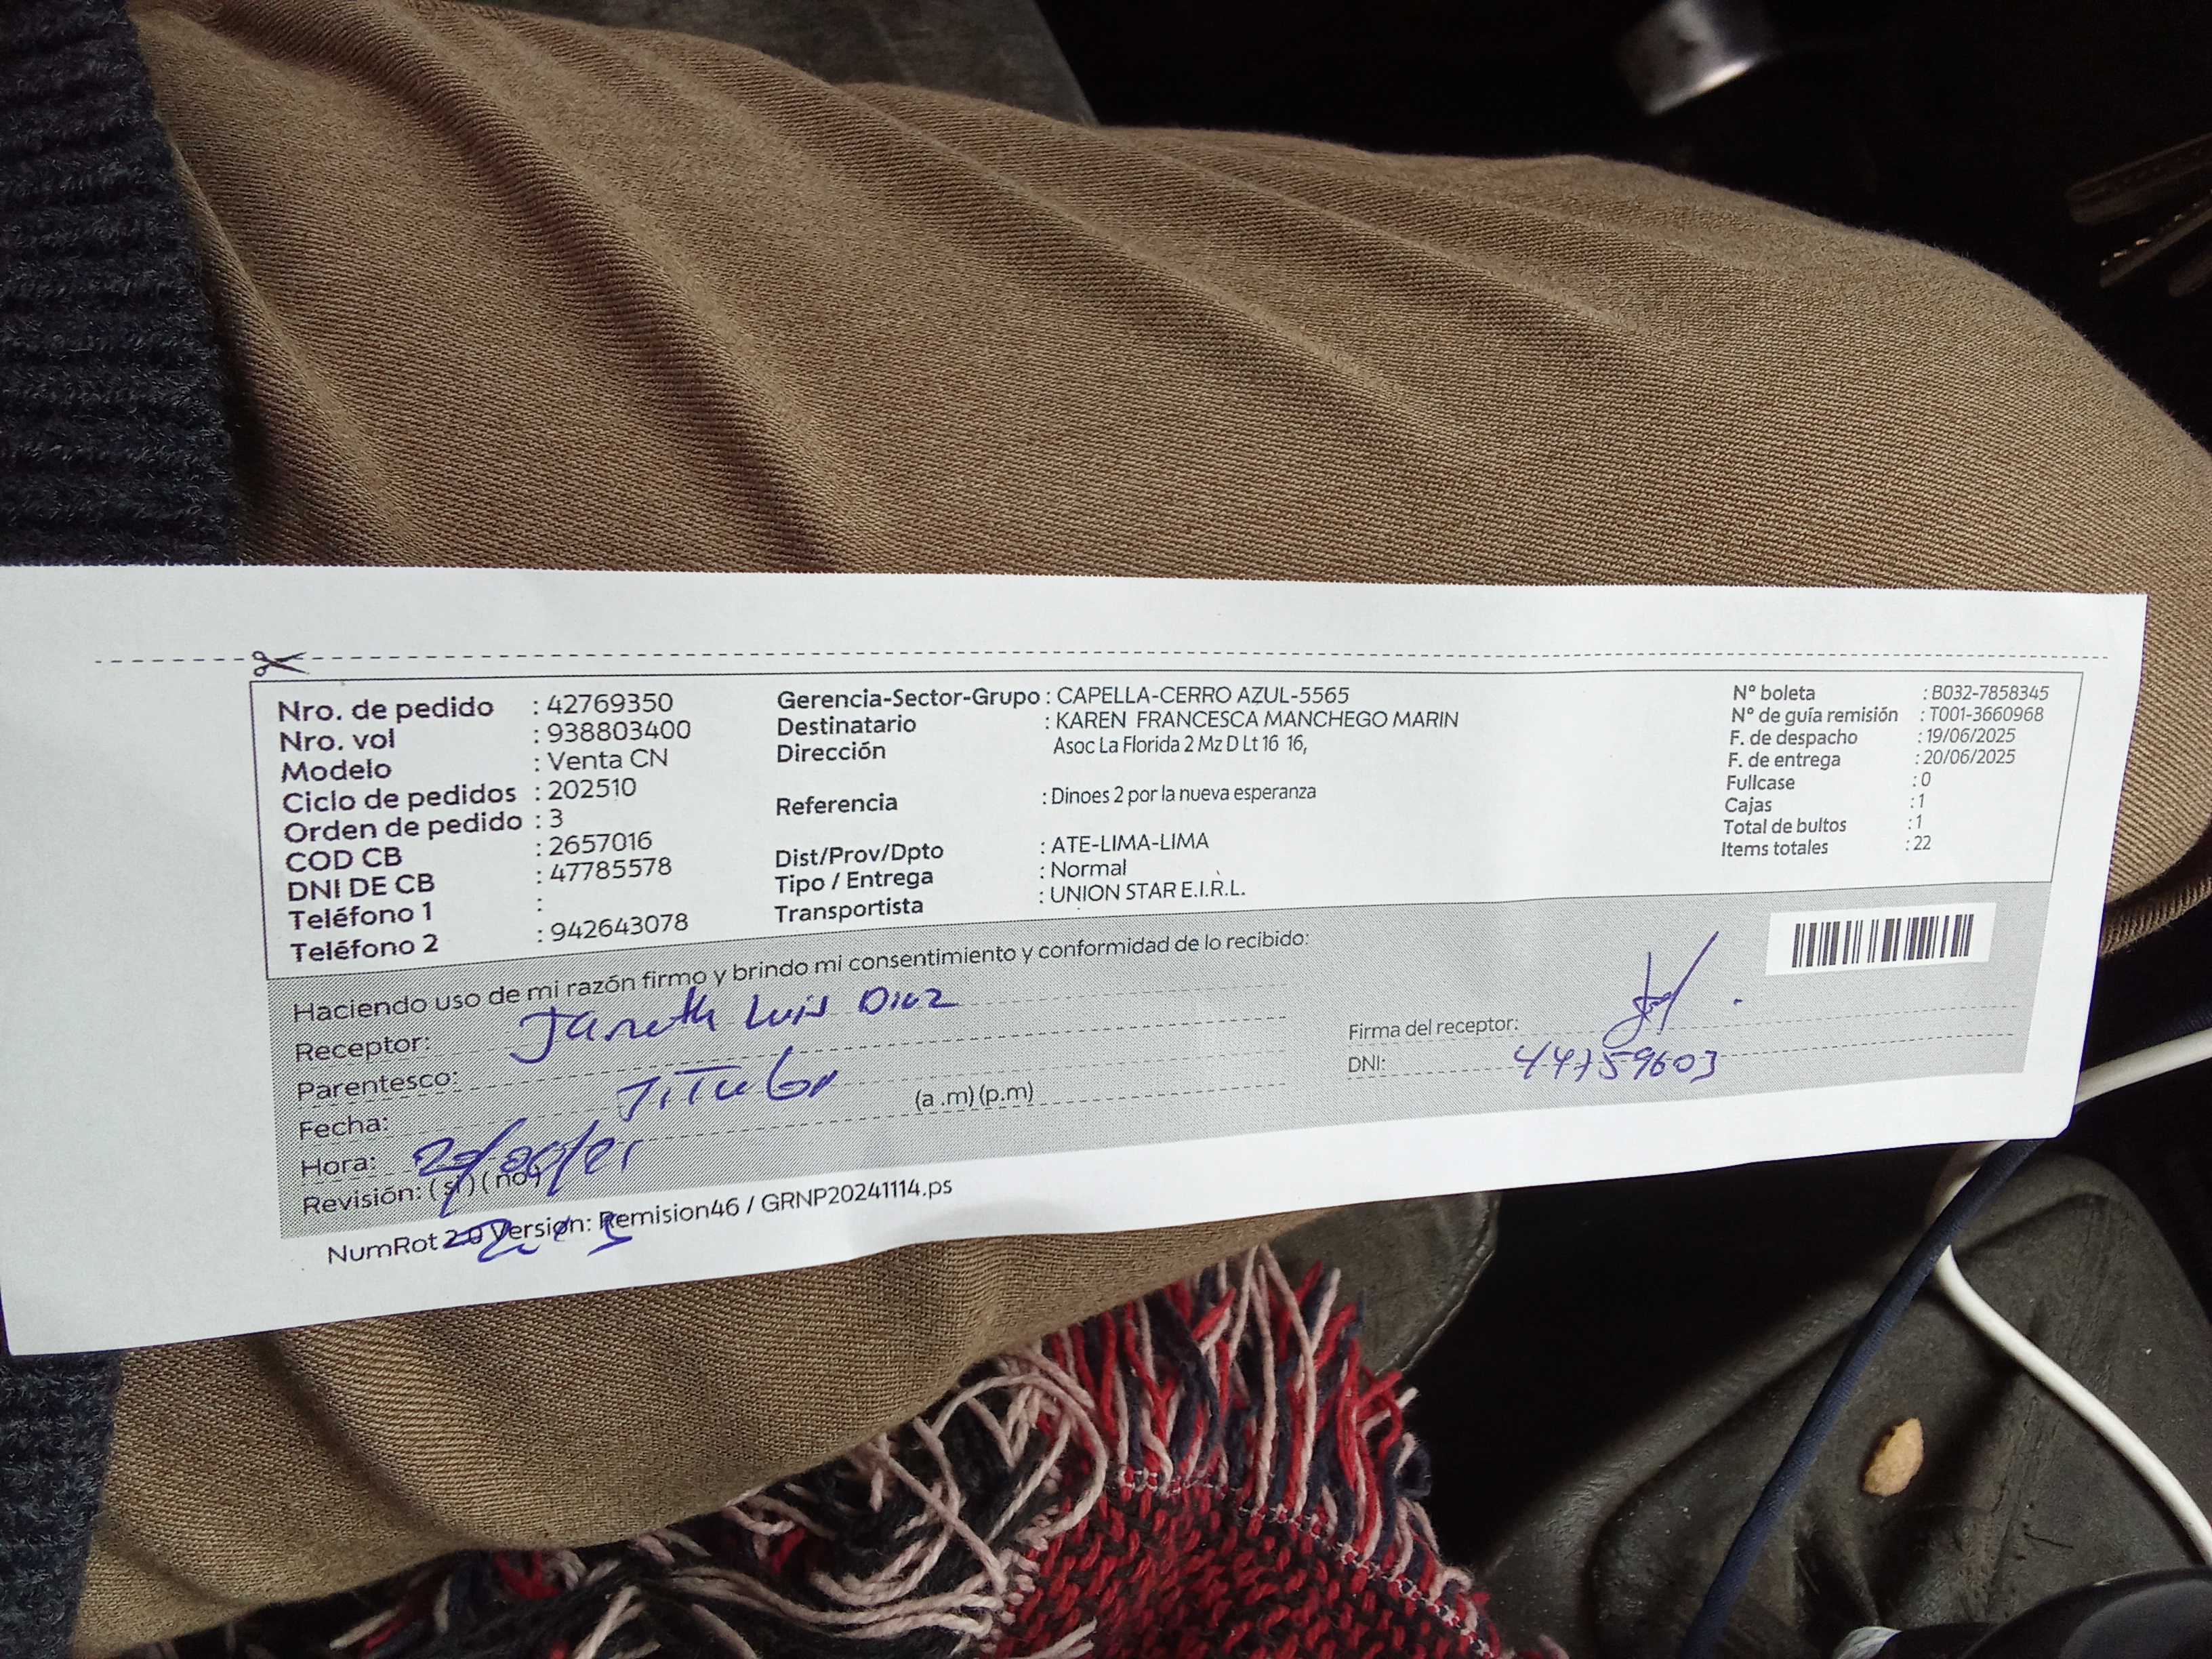 Nro. de pedido : 42769350
Nro. vol : 938803400
Modelo : Venta CN
Ciclo de pedidos : 202510
Orden de pedido : 3
COD CB : 2657016
DNI DE CB : 47785578
Teléfono 1 :
Teléfono 2 : 942643078
Gerencia-Sector-Grupo : CAPELLA-CERRO AZUL-5565
Destinatario : KAREN FRANCESCA MANCHEGO MARIN
Dirección Asoc La Florida 2 Mz D Lt 16 16,
Referencia : Dinoes 2 por la nueva esperanza
Dist/Prov/Dpto : ATE-LIMA-LIMA
Tipo / Entrega : Normal
Transportista : UNION STAR E.I.R.L.
N° boleta : B032-7858345
N° de guía remisión : T001-3660968
F. de despacho : 19/06/2025
F. de entrega : 20/06/2025
Fullcase : 0
Cajas : 1
Total de bultos : 1
Items totales : 22
Haciendo uso de mi razón firmo y brindo mi consentimiento y conformidad de lo recibido:
Receptor: Janeth Luis Diaz
Parentesco: Titular
Fecha:
Hora: (a .m) (p.m)
Revisión: (si) (no)
Firma del receptor:
DNI: 44759603
NumRot 2.0 Version: Remision46 / GRNP20241114.ps